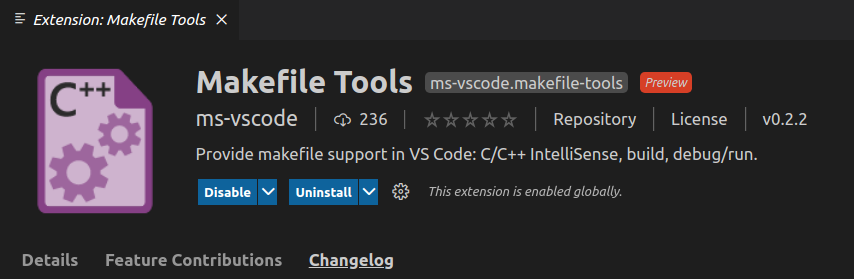 Extension: Makefile Tools
C++
Makefile Tools ms-vscode.makefile-tools Preview
ms-vscode 236 Repository License v0.2.2
Provide makefile support in VS Code: C/C++ IntelliSense, build, debug/run.
Disable Uninstall This extension is enabled globally.
Details Feature Contributions Changelog